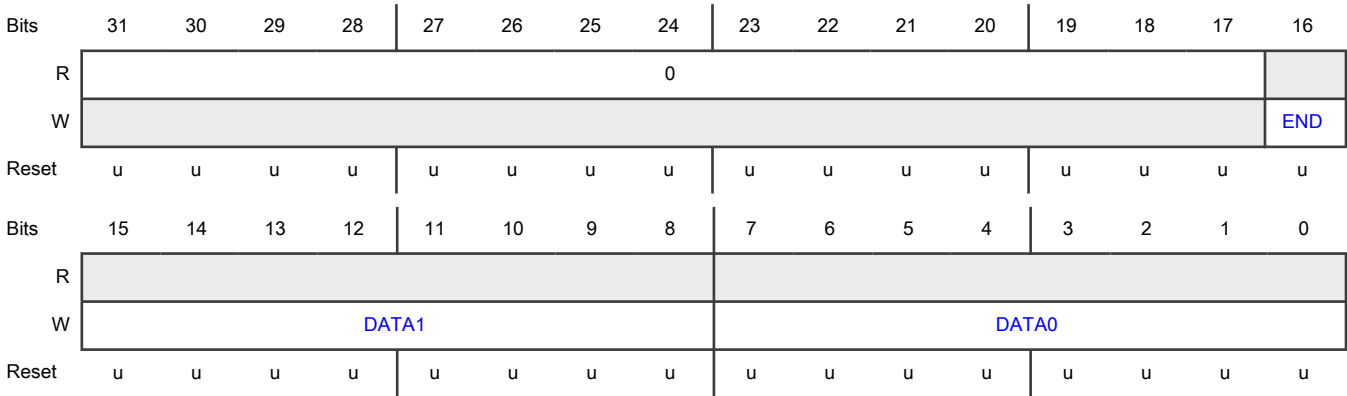 Bits 31 30 29 28 27 26 25 24 23 22 21 20 19 18 17 16
R 0
W END
Reset u u u u u u u u u u u u u u u u
Bits 15 14 13 12 11 10 9 8 7 6 5 4 3 2 1 0
R
W DATA1 DATA0
Reset u u u u u u u u u u u u u u u u